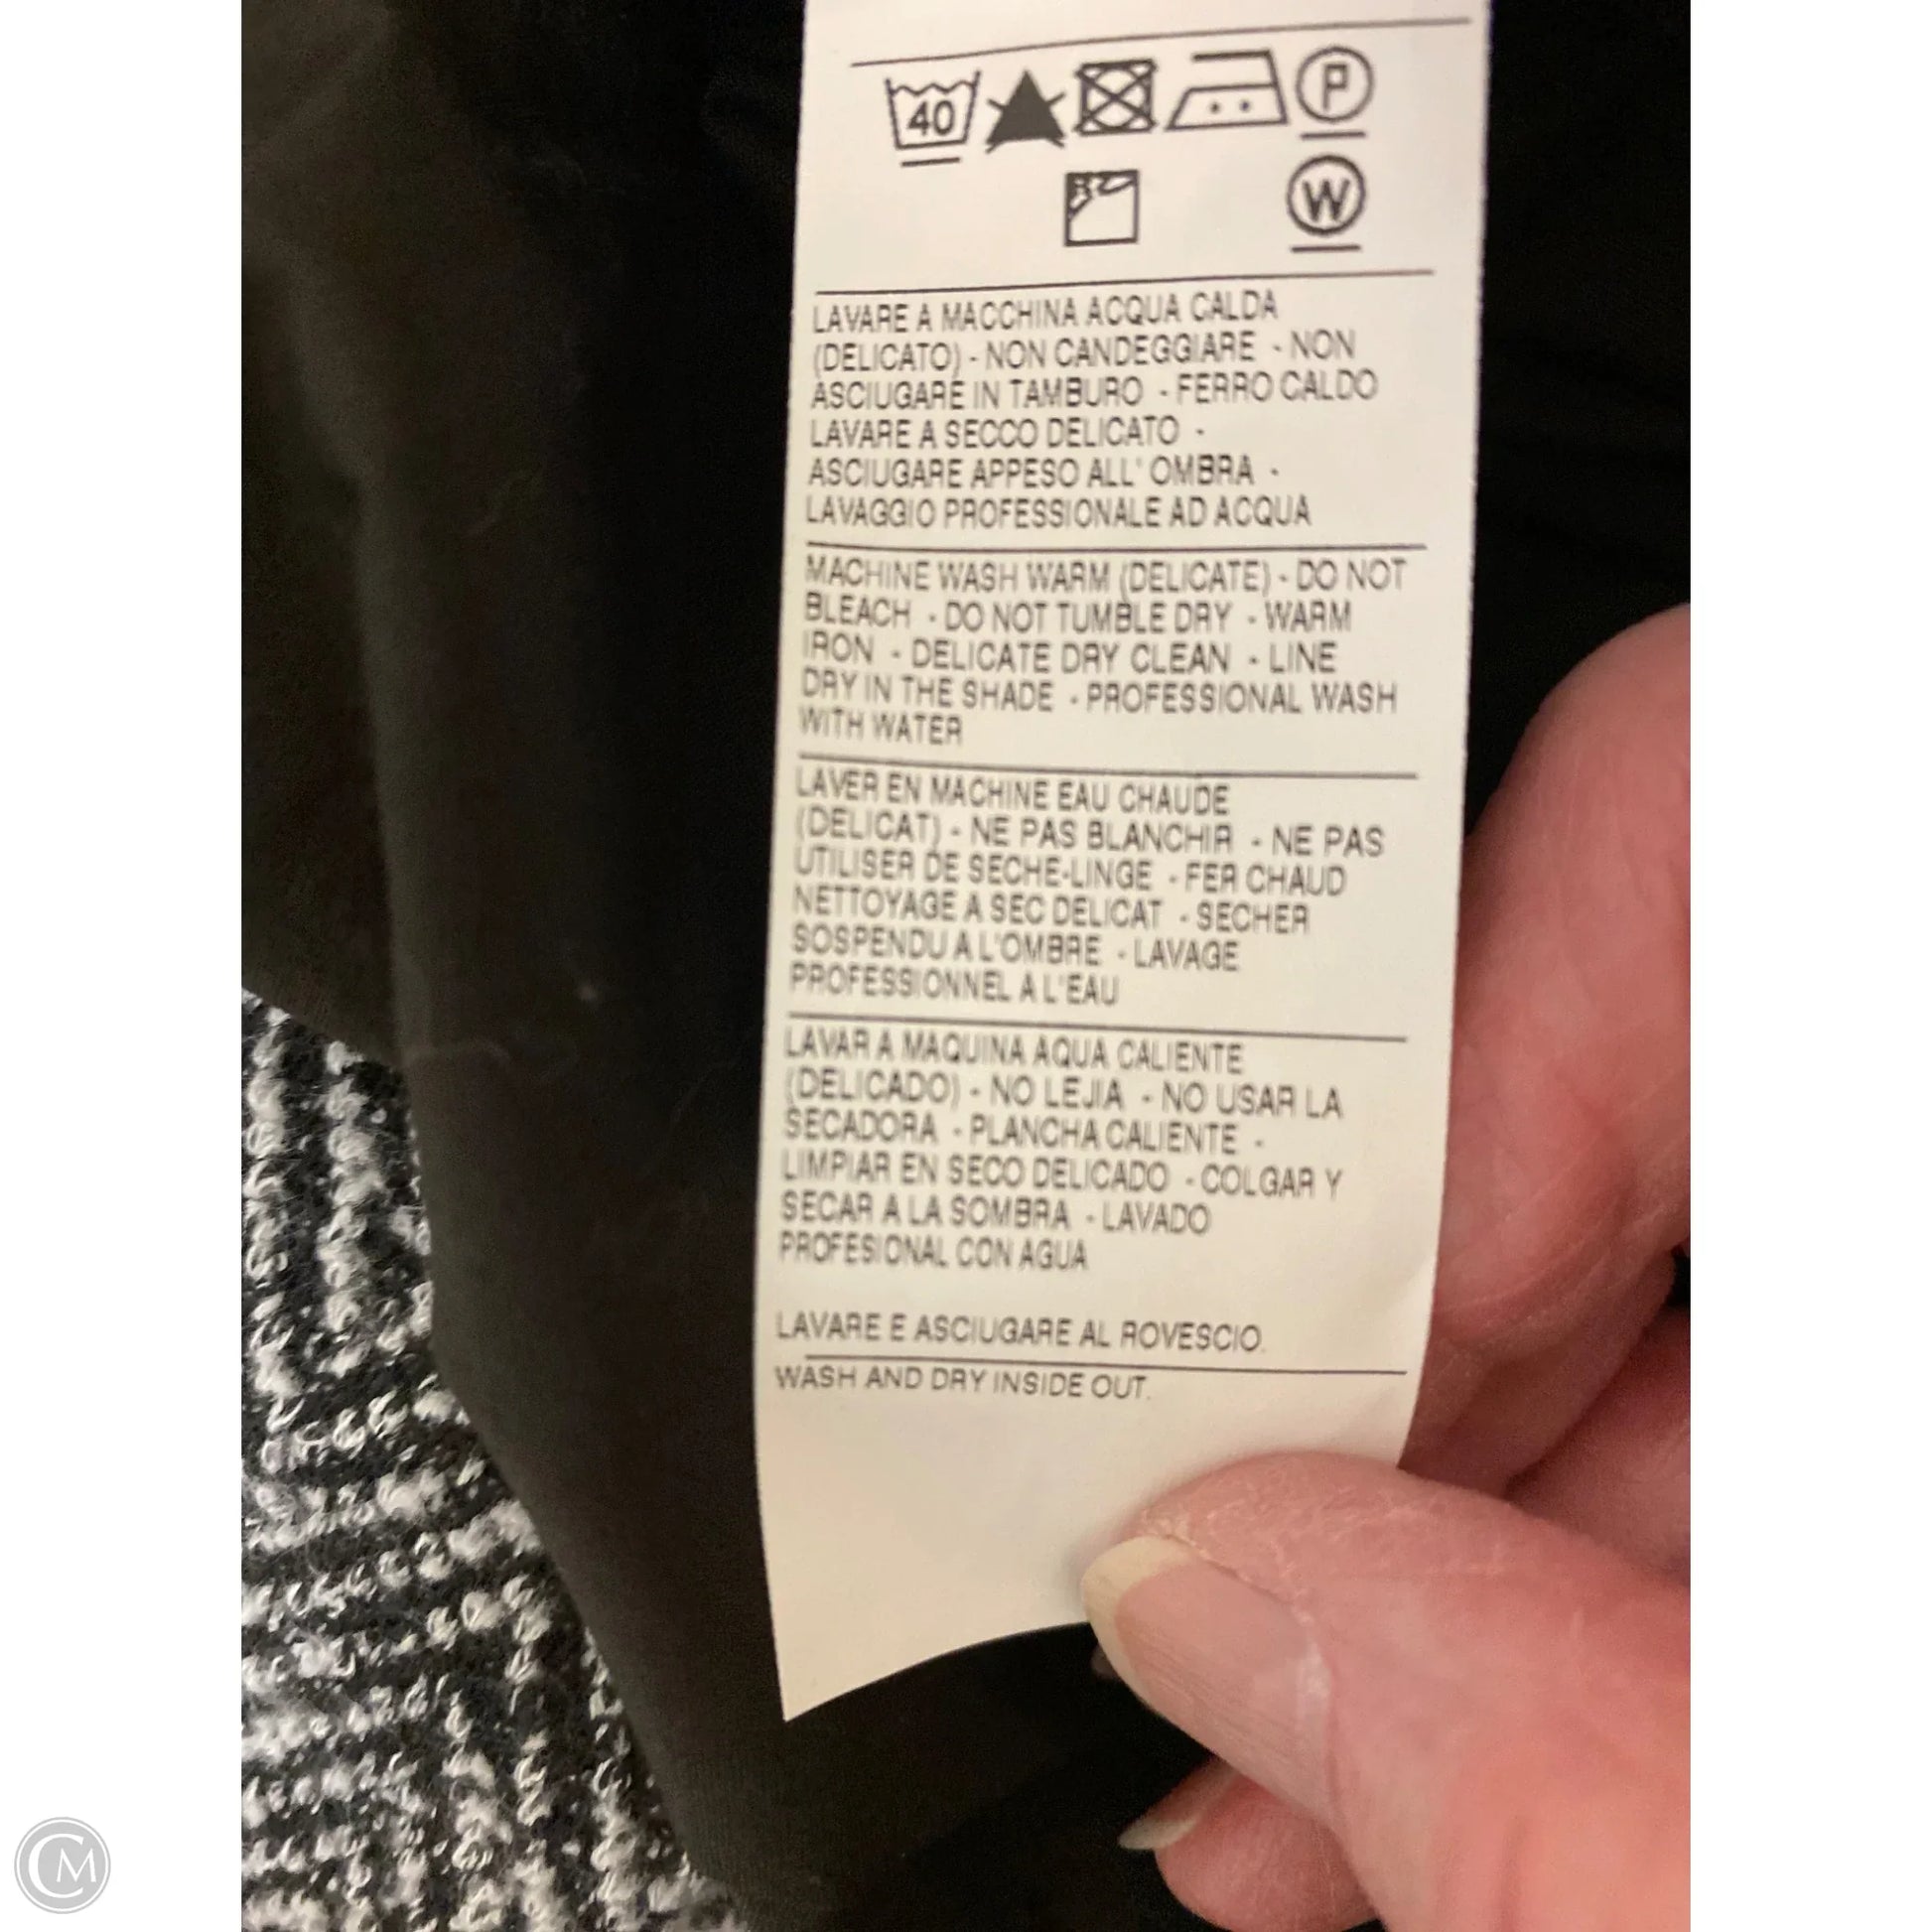 40 P
W
LAVARE A MACCHINA ACQUA CALDA
(DELICATO) - NON CANDEGGIARE - NON
ASCIUGARE IN TAMBURO - FERRO CALDO
LAVARE A SECCO DELICATO -
ASCIUGARE APPESO ALL' OMBRA -
LAVAGGIO PROFESSIONALE AD ACQUA
MACHINE WASH WARM (DELICATE) - DO NOT
BLEACH - DO NOT TUMBLE DRY - WARM
IRON - DELICATE DRY CLEAN - LINE
DRY IN THE SHADE - PROFESSIONAL WASH
WITH WATER
LAVER EN MACHINE EAU CHAUDE
(DELICAT) - NE PAS BLANCHIR - NE PAS
UTILISER DE SECHE-LINGE - FER CHAUD
NETTOYAGE A SEC DELICAT - SECHER
SOSPENDU A L'OMBRE - LAVAGE
PROFESSIONNEL A L'EAU
LAVAR A MAQUINA AQUA CALIENTE
(DELICADO) - NO LEJIA - NO USAR LA
SECADORA - PLANCHA CALIENTE -
LIMPIAR EN SECO DELICADO - COLGAR Y
SECAR A LA SOMBRA - LAVADO
PROFESIONAL CON AGUA
LAVARE E ASCIUGARE AL ROVESCIO.
WASH AND DRY INSIDE OUT.
CM